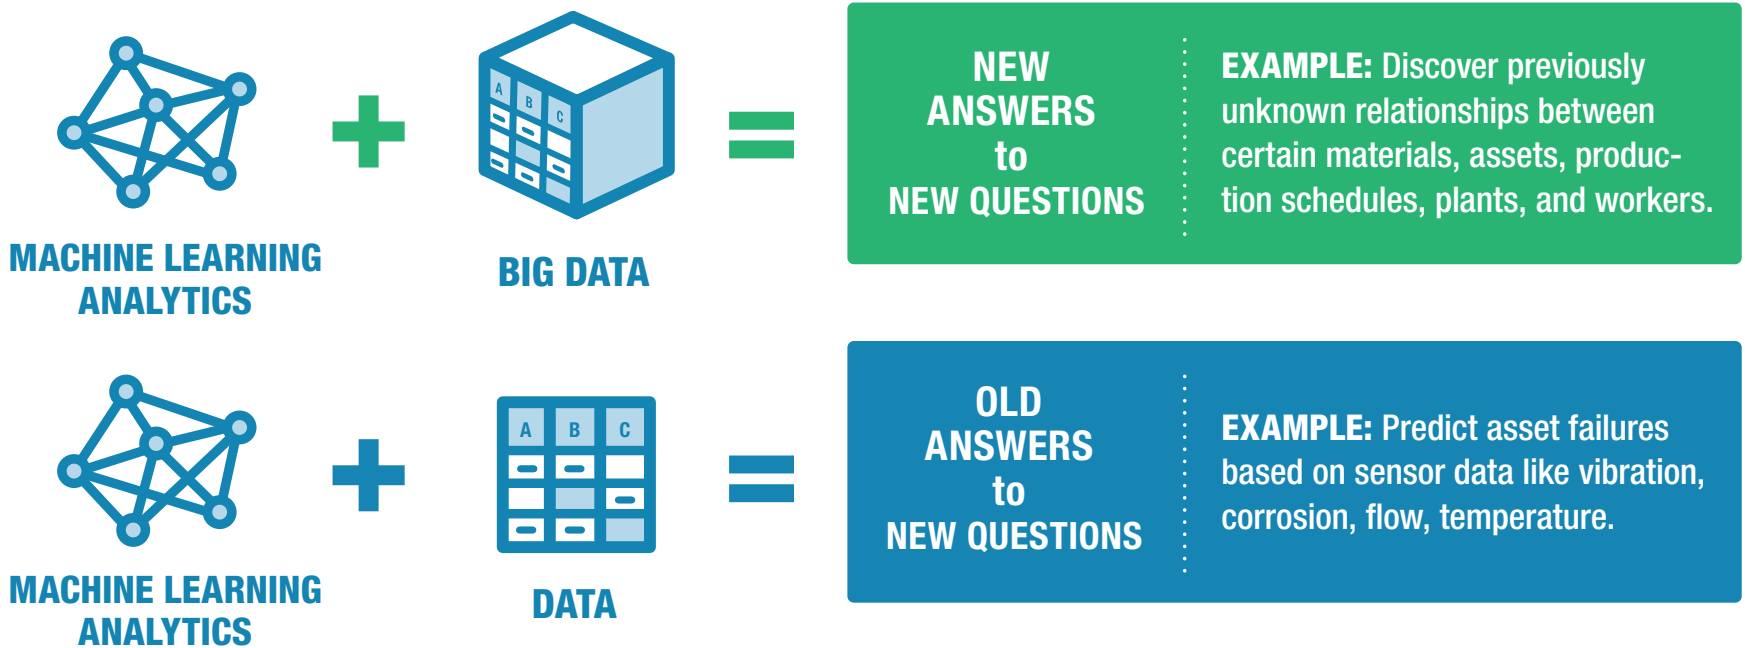 MACHINE LEARNING
ANALYTICS
A B C
BIG DATA
NEW
ANSWERS
to
NEW QUESTIONS
EXAMPLE: Discover previously
unknown relationships between
certain materials, assets, produc-
tion schedules, plants, and workers.
MACHINE LEARNING
ANALYTICS
A B C
DATA
OLD
ANSWERS
to
NEW QUESTIONS
EXAMPLE: Predict asset failures
based on sensor data like vibration,
corrosion, flow, temperature.